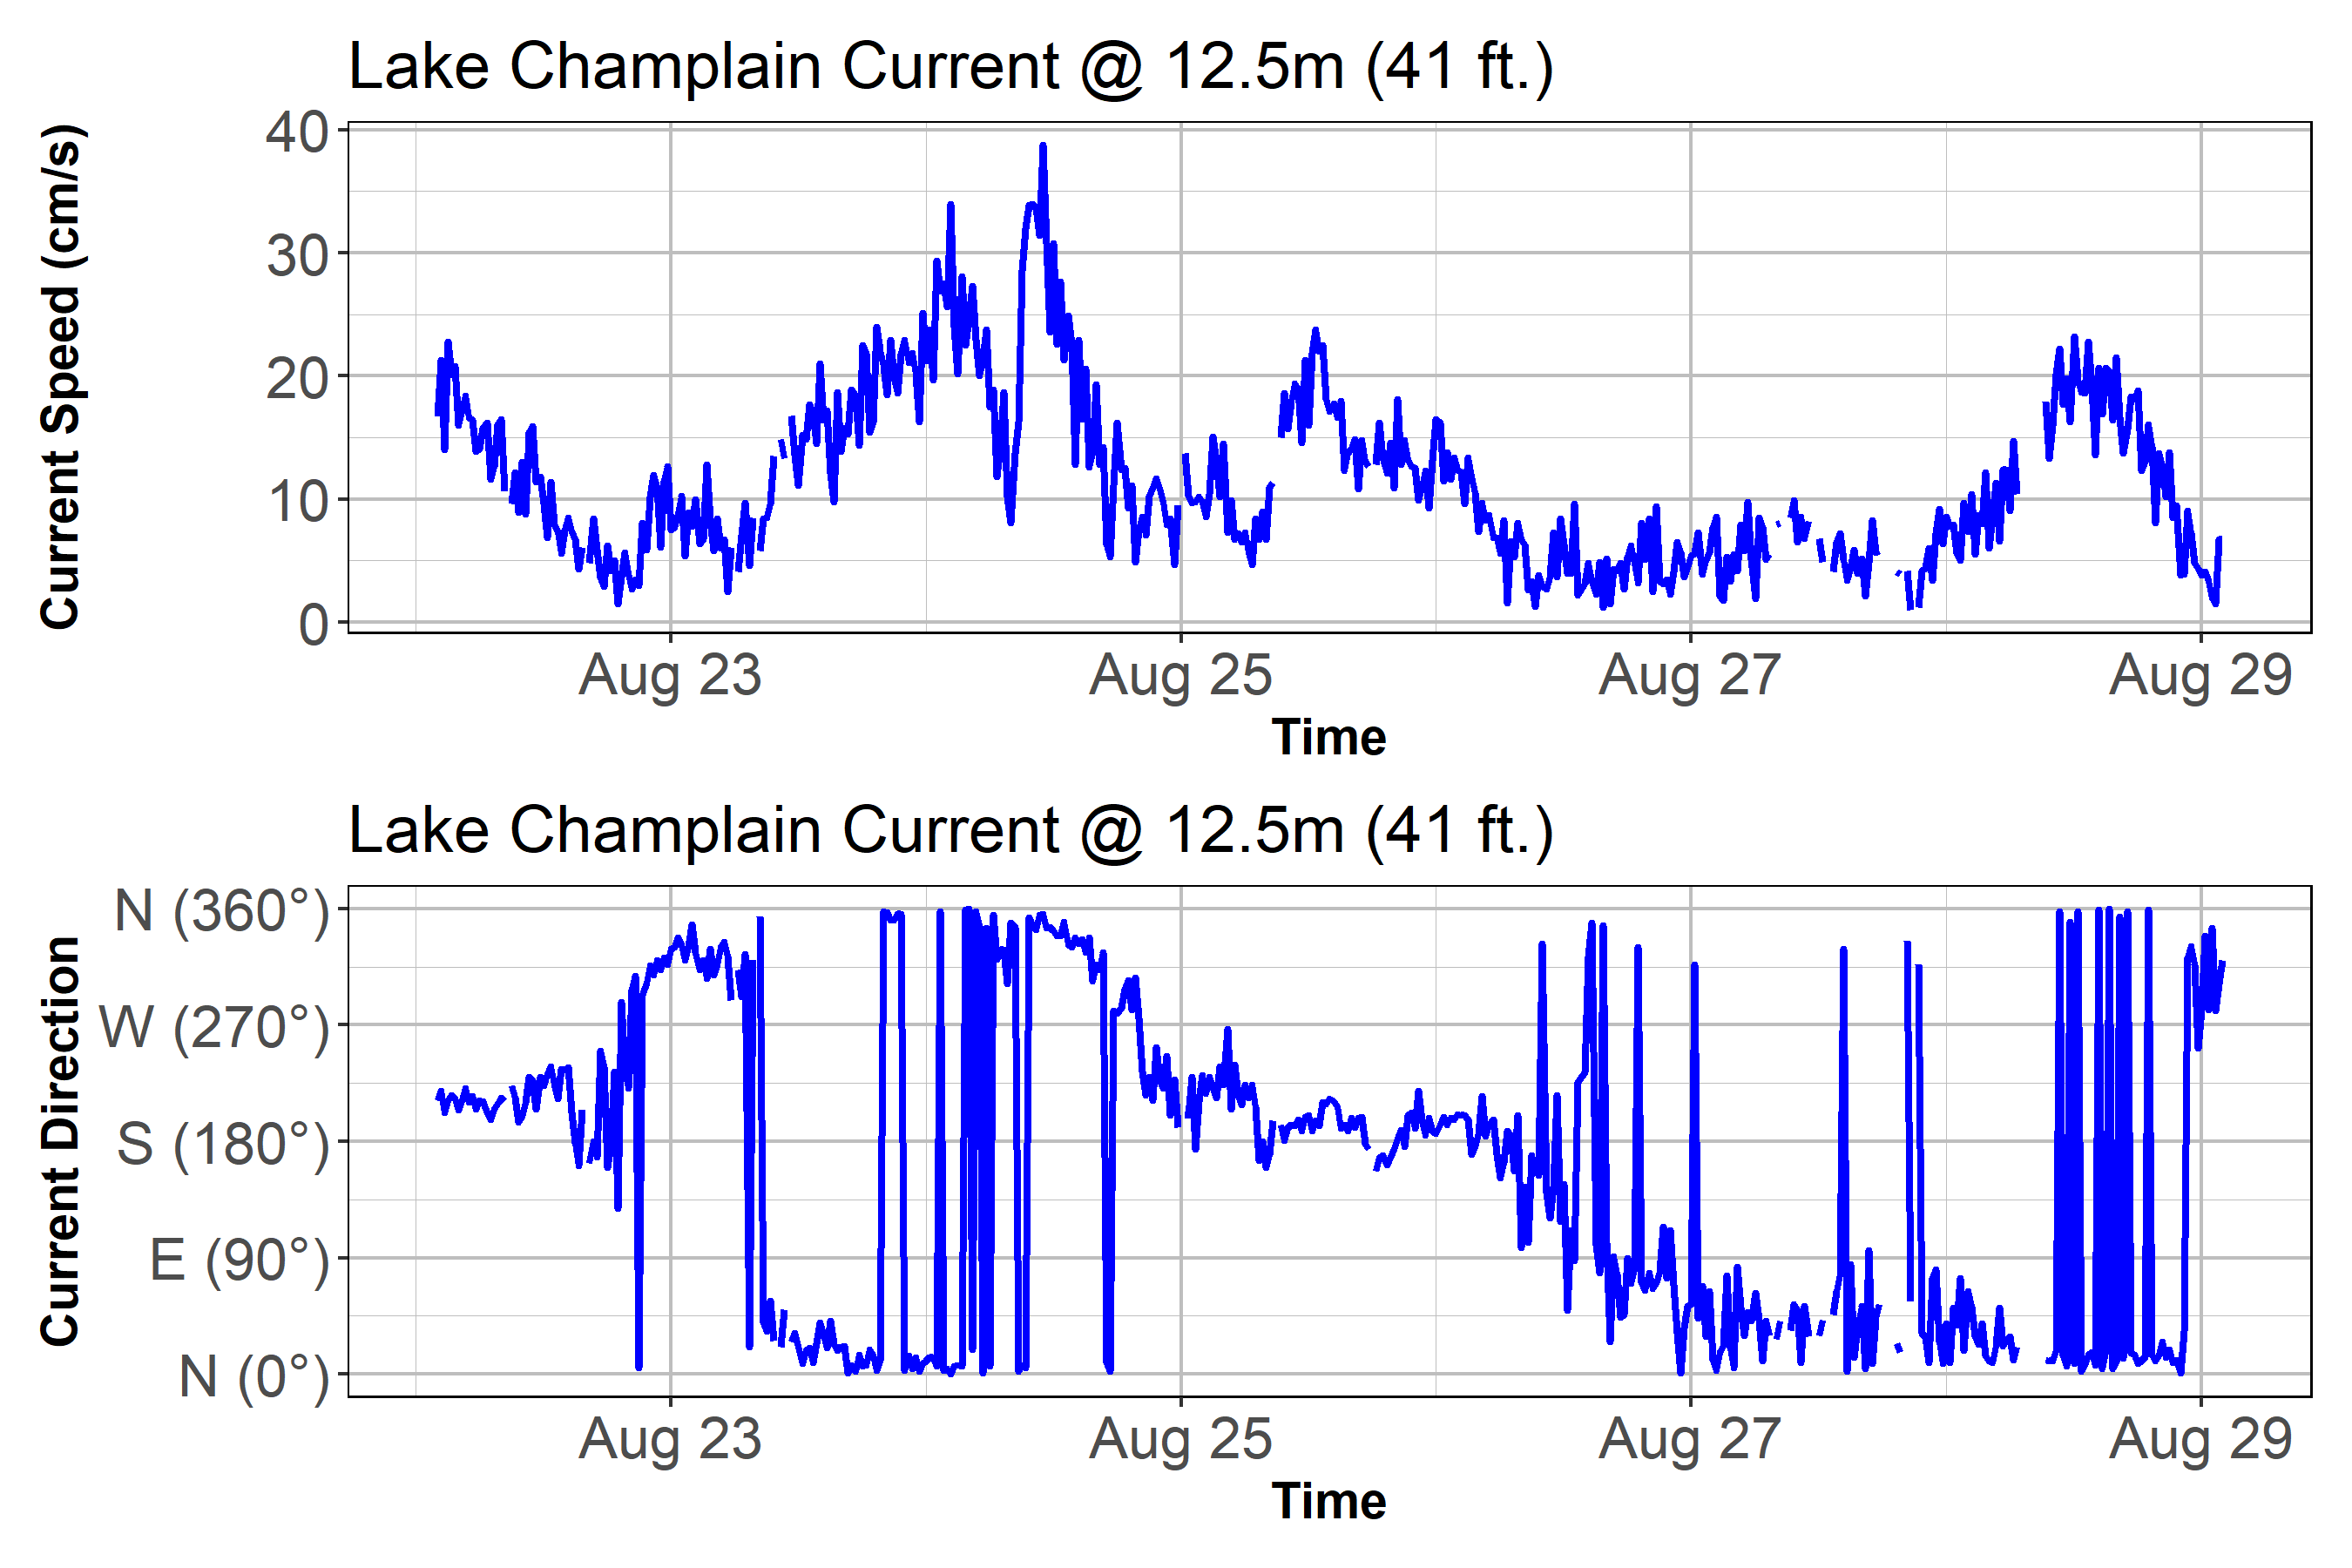 Lake Champlain Current @ 12.5m (41 ft.)
Current Speed (cm/s)
40
30
20
10
0
Aug 23 Aug 25 Aug 27 Aug 29
Time
Lake Champlain Current @ 12.5m (41 ft.)
Current Direction
N (360°)
W (270°)
S (180°)
E (90°)
N (0°)
Aug 23 Aug 25 Aug 27 Aug 29
Time